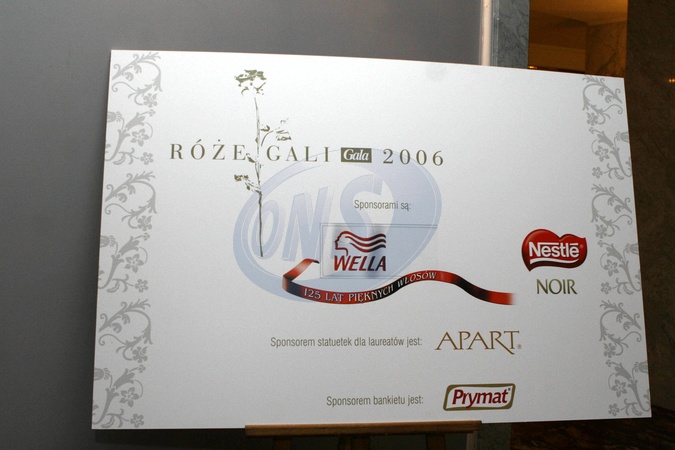 RÓŻE GALI Gala 2006
ONS
Sponsorami są:
WELLA
125 LAT PIĘKNYCH WŁOSÓW
Nestlé
NOIR
Sponsorem statuetek dla laureatów jest: APART®
Sponsorem bankietu jest: Prymat®